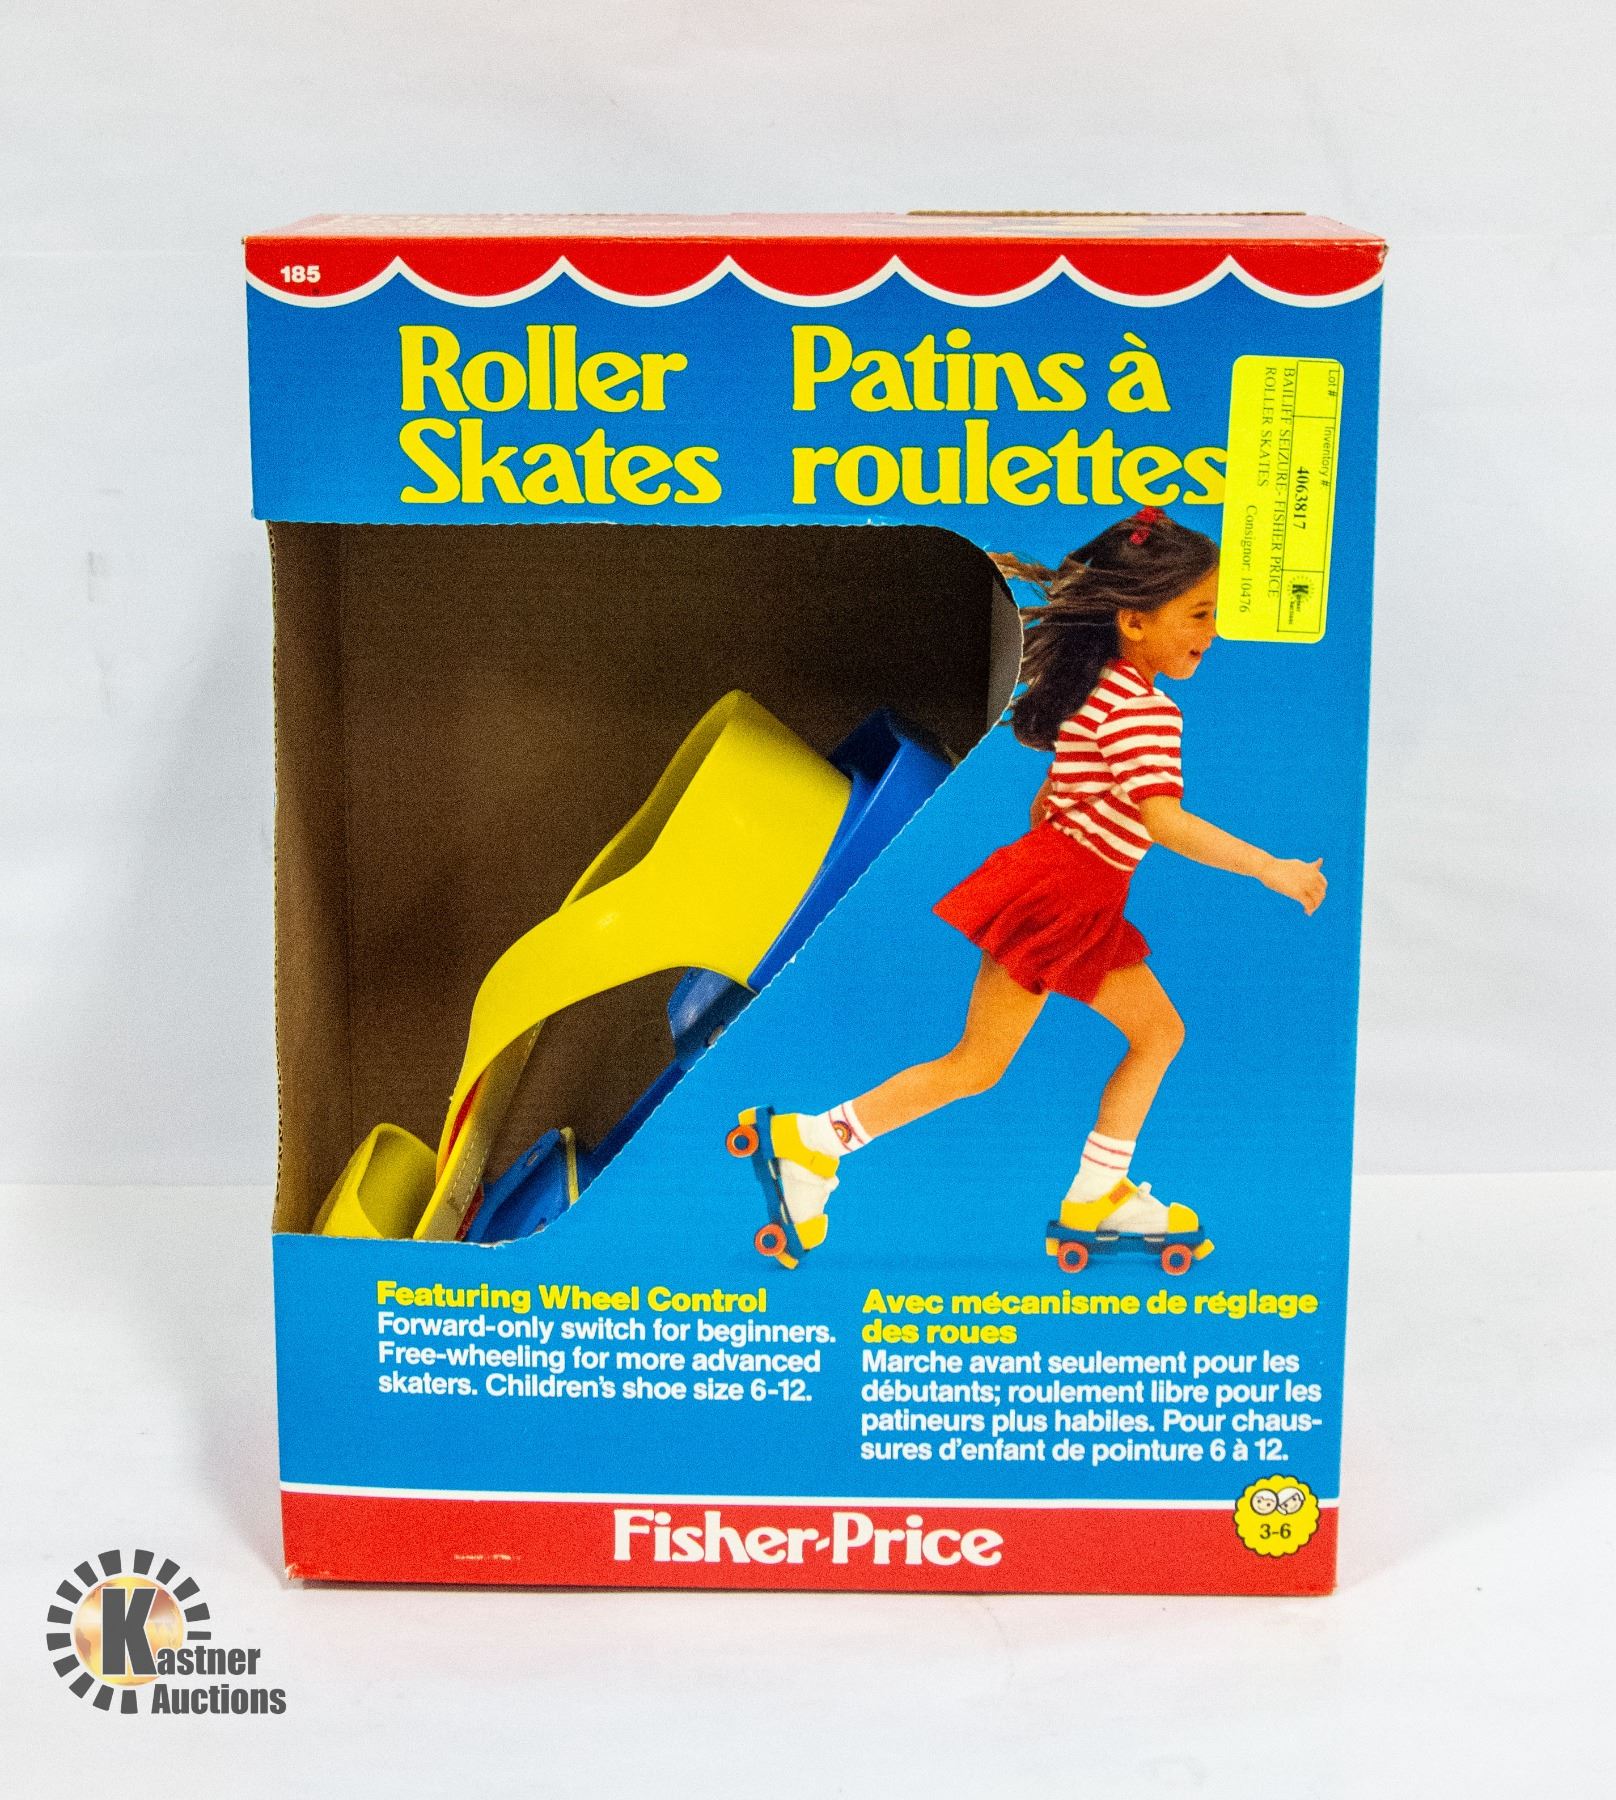 185
Roller
Skates
Patins à
roulettes
Lot #
Inventory #
4063817
BAILIFF SEIZURE- FISHER PRICE
ROLLER SKATES
Consignor: 10476
Kastner
Auctions
Featuring Wheel Control
Forward-only switch for beginners.
Free-wheeling for more advanced
skaters. Children's shoe size 6-12.
Avec mécanisme de réglage
des roues
Marche avant seulement pour les
débutants; roulement libre pour les
patineurs plus habiles. Pour chaus-
sures d'enfant de pointure 6 à 12.
Fisher-Price
3-6
Kastner
Auctions